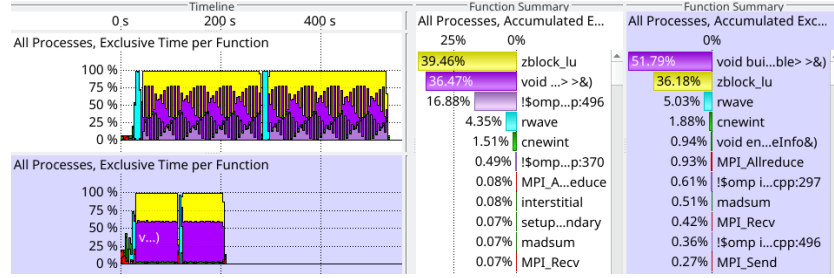 Timeline
0 s 200 s 400 s
All Processes, Exclusive Time per Function
100 %
75 %
50 %
25 %
0 %
All Processes, Exclusive Time per Function
100 %
75 %
50 %
25 %
0 %
v...)
Function Summary
All Processes, Accumulated E...
25% 0%
39.46% zblock_lu
36.47% void ...> >&)
16.88% !$omp...p:496
4.35% rwave
1.51% cnewint
0.49% !$omp...p:370
0.08% MPI_A...educe
0.08% interstitial
0.07% setup...ndary
0.07% madsum
0.07% MPI_Recv
Function Summary
All Processes, Accumulated Exc...
0%
51.79% void bui...ble> >&)
36.18% zblock_lu
5.03% rwave
1.88% cnewint
0.94% void en...eInfo&)
0.93% MPI_Allreduce
0.61% !$omp i...cpp:297
0.51% madsum
0.42% MPI_Recv
0.36% !$omp i...cpp:496
0.27% MPI_Send